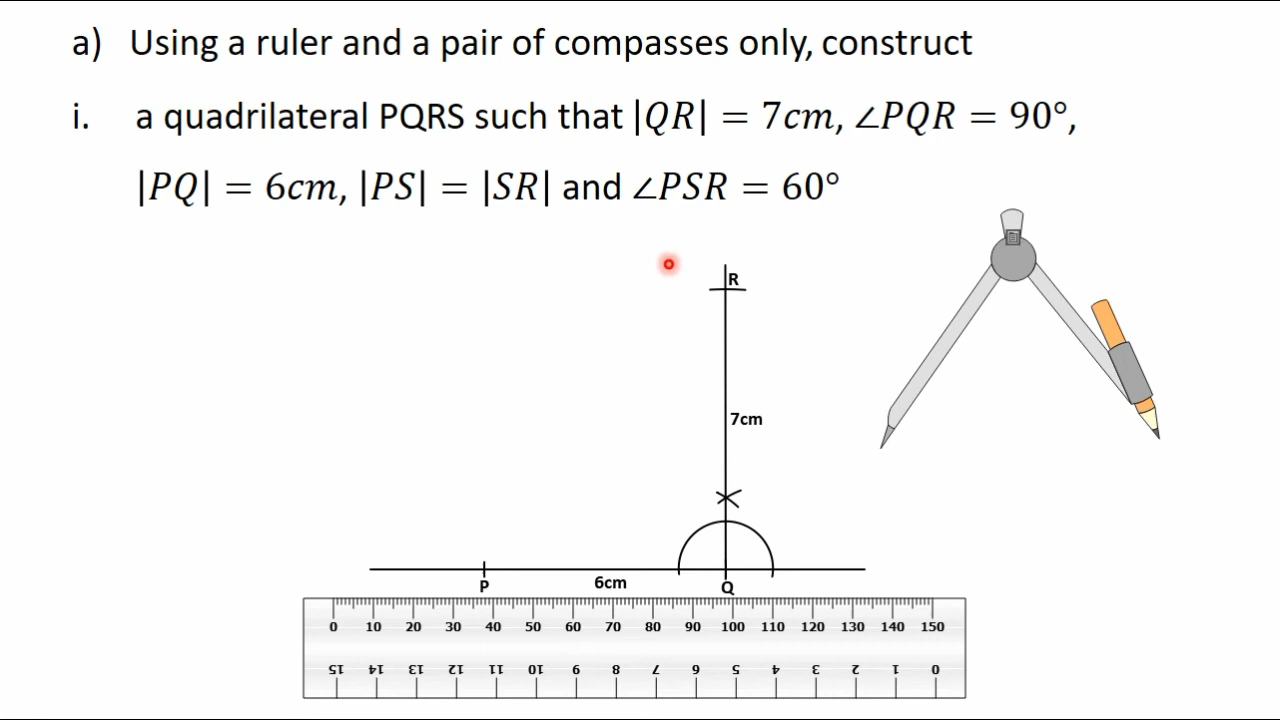 a) Using a ruler and a pair of compasses only, construct
i. a quadrilateral PQRS such that |QR| = 7cm, ∠PQR = 90°,
|PQ| = 6cm, |PS| = |SR| and ∠PSR = 60°
R
7cm
P 6cm Q
0 10 20 30 40 50 60 70 80 90 100 110 120 130 140 150
15 14 13 12 11 10 9 8 7 6 5 4 3 2 1 0